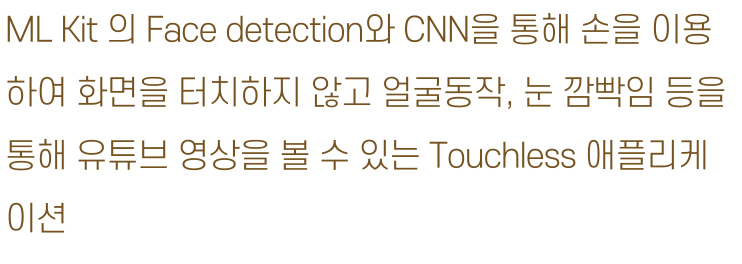 ML Kit 의 Face detection와 CNN을 통해 손을 이용
하여 화면을 터치하지 않고 얼굴동작, 눈 깜빡임 등을
통해 유튜브 영상을 볼 수 있는 Touchless 애플리케
이션